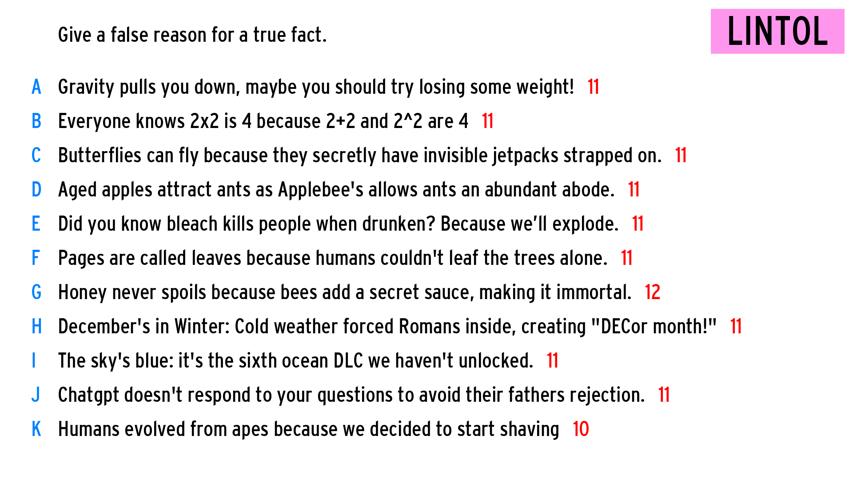 Give a false reason for a true fact.
LINTOL
A Gravity pulls you down, maybe you should try losing some weight! 11
B Everyone knows 2x2 is 4 because 2+2 and 2^2 are 4 11
C Butterflies can fly because they secretly have invisible jetpacks strapped on. 11
D Aged apples attract ants as Applebee's allows ants an abundant abode. 11
E Did you know bleach kills people when drunken? Because we’ll explode. 11
F Pages are called leaves because humans couldn't leaf the trees alone. 11
G Honey never spoils because bees add a secret sauce, making it immortal. 12
H December's in Winter: Cold weather forced Romans inside, creating "DECor month!" 11
I The sky's blue: it's the sixth ocean DLC we haven't unlocked. 11
J Chatgpt doesn't respond to your questions to avoid their fathers rejection. 11
K Humans evolved from apes because we decided to start shaving 10